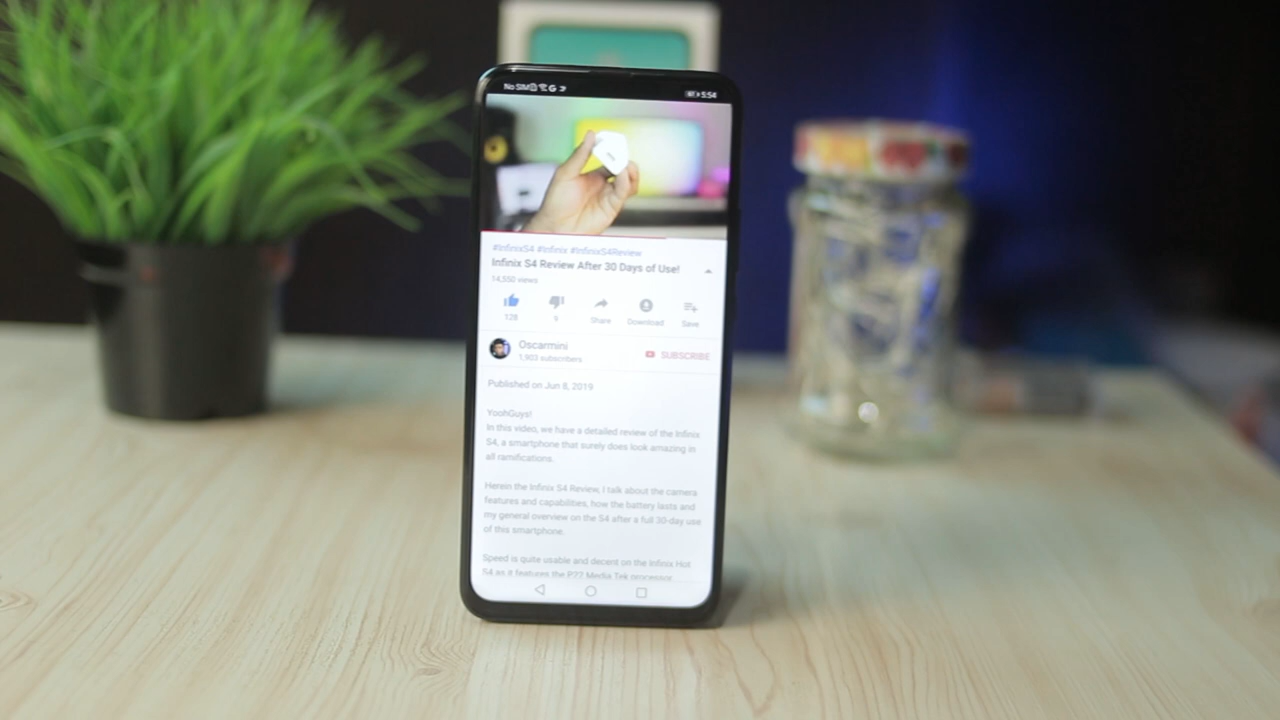 No SIM
5:54
#InfinixS4 #Infinix #InfinixS4Review
Infinix S4 Review After 30 Days of Use!
14,550 views
128
9
Share
Download
Save
Oscarmini
1,903 subscribers
SUBSCRIBE
Published on Jun 8, 2019
YoohGuys!
In this video, we have a detailed review of the Infinix
S4, a smartphone that surely does look amazing in
all ramifications.
Herein the Infinix S4 Review, I talk about the camera
features and capabilities, how the battery lasts and
my general overview on the S4 after a full 30-day use
of this smartphone.
Speed is quite usable and decent on the Infinix Hot
S4 as it features the P22 Media Tek processor